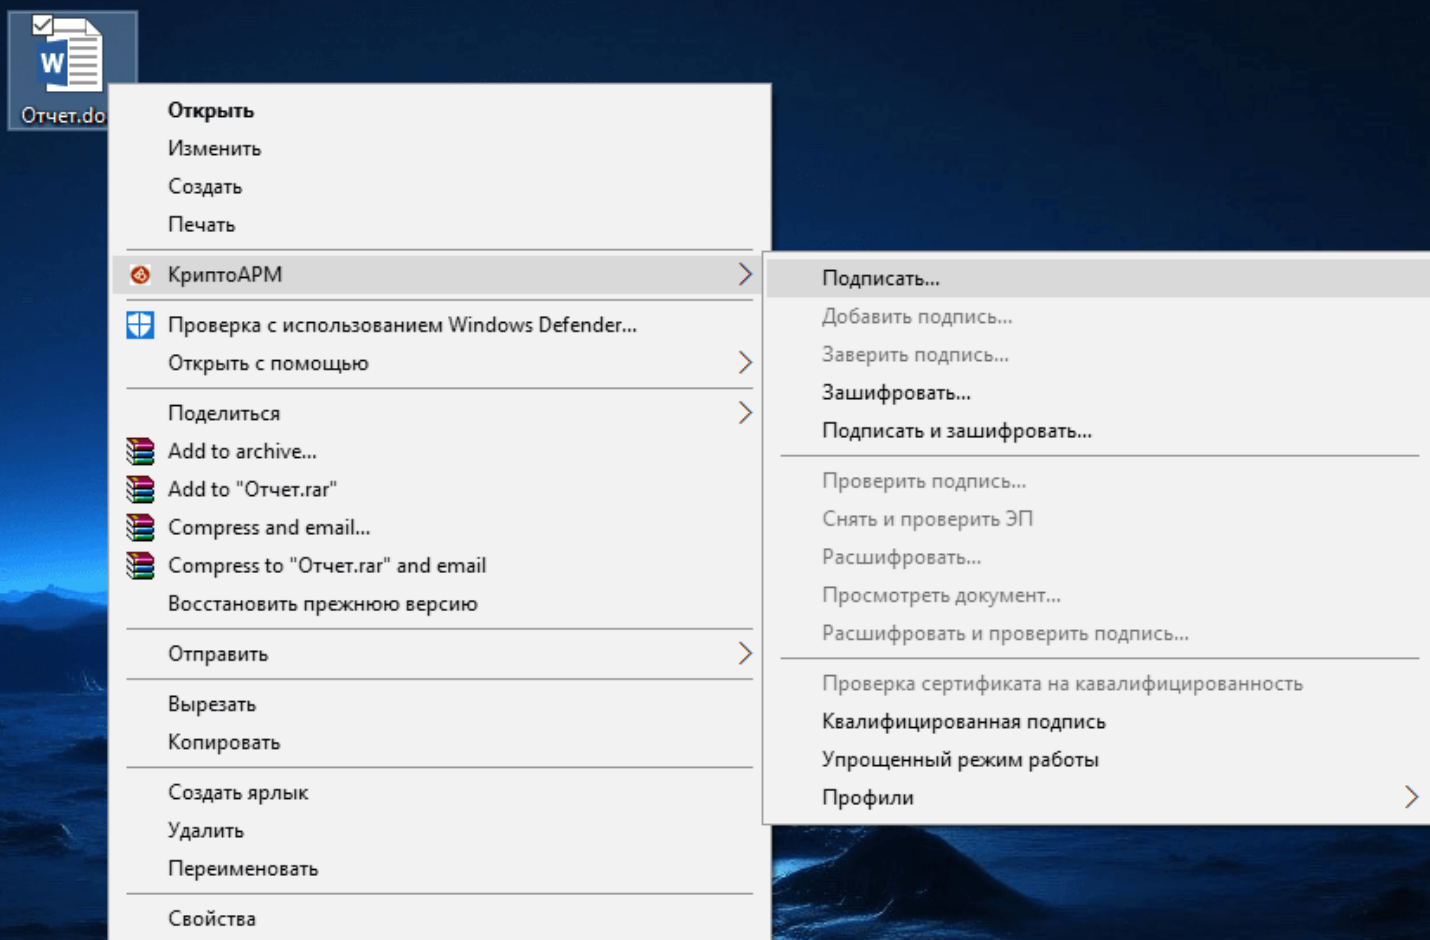 W
Отчет.do
Открыть
Изменить
Создать
Печать
КриптоАРМ
Проверка с использованием Windows Defender...
Открыть с помощью
Поделиться
Add to archive...
Add to "Отчет.rar"
Compress and email...
Compress to "Отчет.rar" and email
Восстановить прежнюю версию
Отправить
Вырезать
Копировать
Создать ярлык
Удалить
Переименовать
Свойства
Подписать...
Добавить подпись...
Заверить подпись...
Зашифровать...
Подписать и зашифровать...
Проверить подпись...
Снять и проверить ЭП
Расшифровать...
Просмотреть документ...
Расшифровать и проверить подпись...
Проверка сертификата на кавалифицированность
Квалифицированная подпись
Упрощенный режим работы
Профили